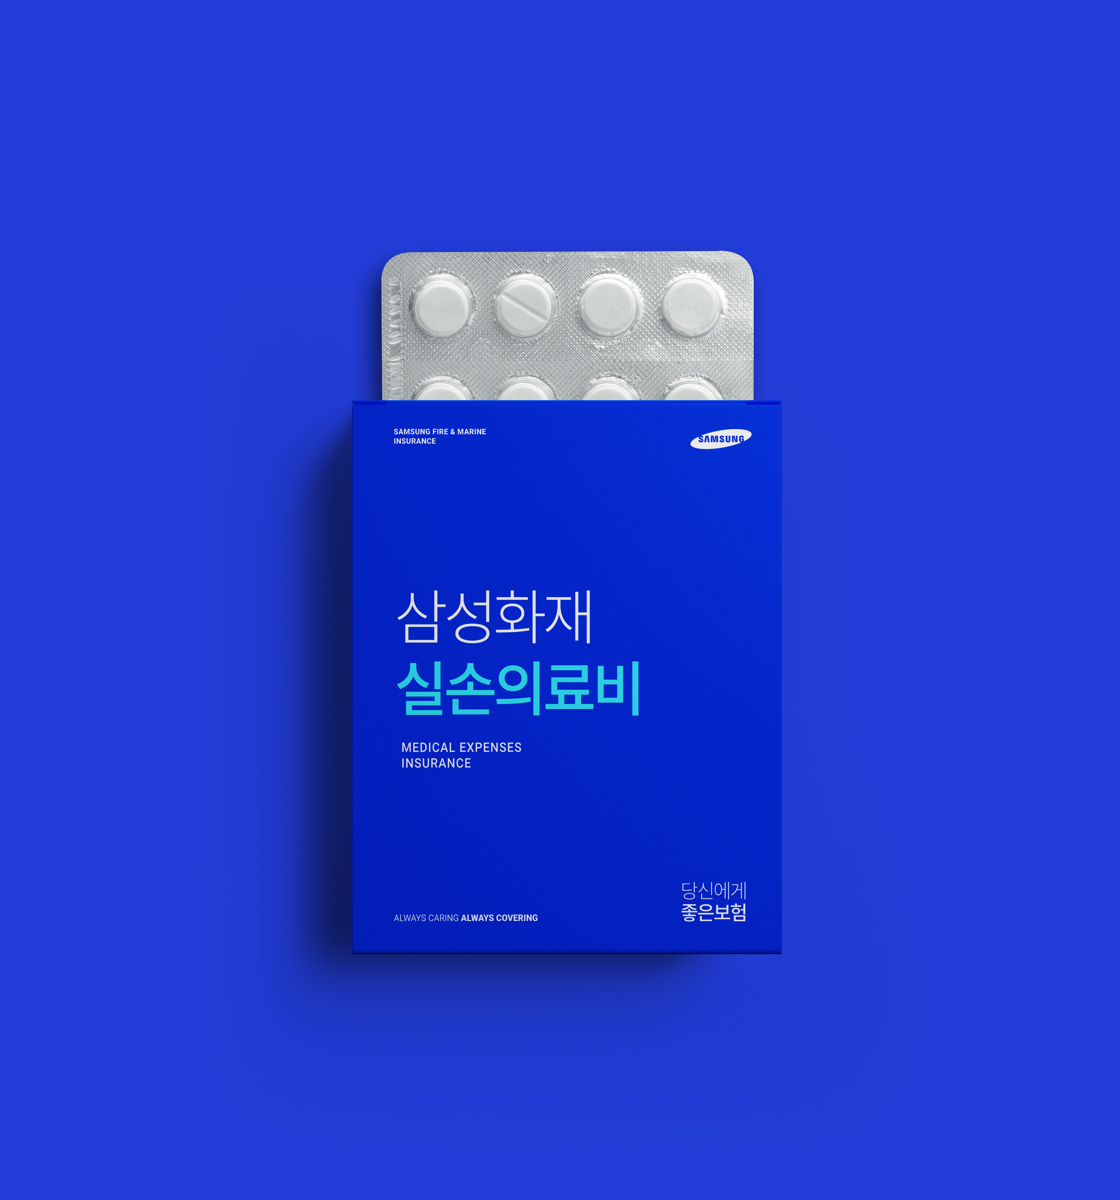 SAMSUNG FIRE & MARINE
INSURANCE
SAMSUNG
삼성화재
실손의료비
MEDICAL EXPENSES
INSURANCE
ALWAYS CARING ALWAYS COVERING
당신에게
좋은보험